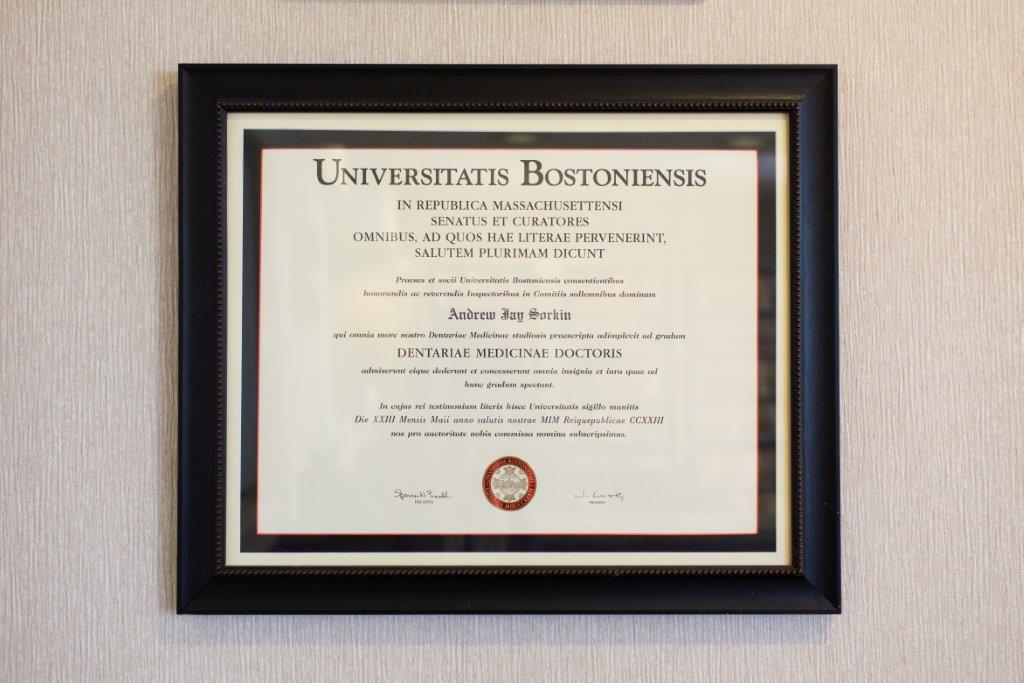 UNIVERSITATIS BOSTONIENSIS
IN REPUBLICA MASSACHUSETTENSI
SENATUS ET CURATORES
OMNIBUS, AD QUOS HAE LITERAE PERVENERINT,
SALUTEM PLURIMAM DICUNT
Praeses et socii Universitatis Bostoniensis consentientibus
honorandis ac reverendis Inspectoribus in Comitiis sollemnibus dominum
Andrew Jay Sorkin
qui omnia more nostro Dentariae Medicinae studiosis praescripta adimplevit ad gradum
DENTARIAE MEDICINAE DOCTORIS
admiserunt eique dederunt et concesserunt omnia insignia et iura quae ad
hunc gradum spectant.
In cujus rei testimonium literis hisce Universitatis sigillo munitis
Die XXIII Mensis Maii anno salutis nostrae MIM Reiquepublicae CCXXIII
nos pro auctoritate nobis commissa nomina subscripsimus.
DECANUS
PRAESES